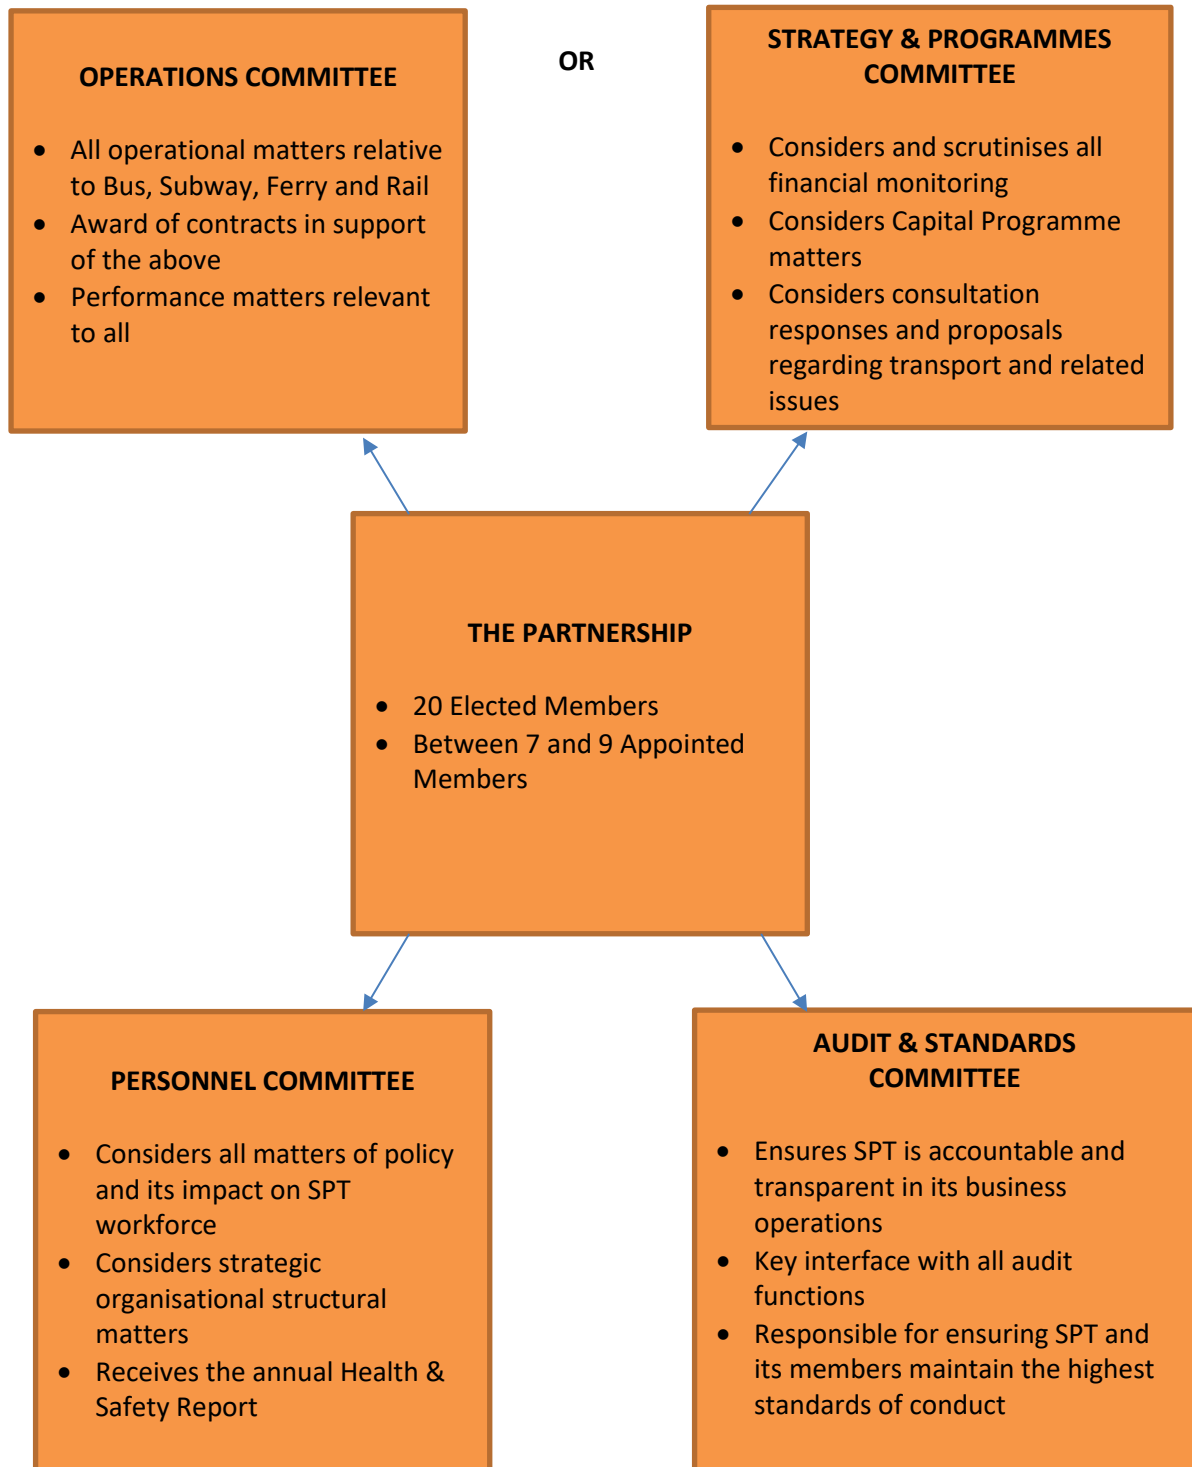 OPERATIONS COMMITTEE
• All operational matters relative
to Bus, Subway, Ferry and Rail
• Award of contracts in support
of the above
• Performance matters relevant
to all
OR
STRATEGY & PROGRAMMES
COMMITTEE
• Considers and scrutinises all
financial monitoring
• Considers Capital Programme
matters
• Considers consultation
responses and proposals
regarding transport and related
issues
THE PARTNERSHIP
• 20 Elected Members
• Between 7 and 9 Appointed
Members
PERSONNEL COMMITTEE
• Considers all matters of policy
and its impact on SPT
workforce
• Considers strategic
organisational structural
matters
• Receives the annual Health &
Safety Report
AUDIT & STANDARDS
COMMITTEE
• Ensures SPT is accountable and
transparent in its business
operations
• Key interface with all audit
functions
• Responsible for ensuring SPT and
its members maintain the highest
standards of conduct